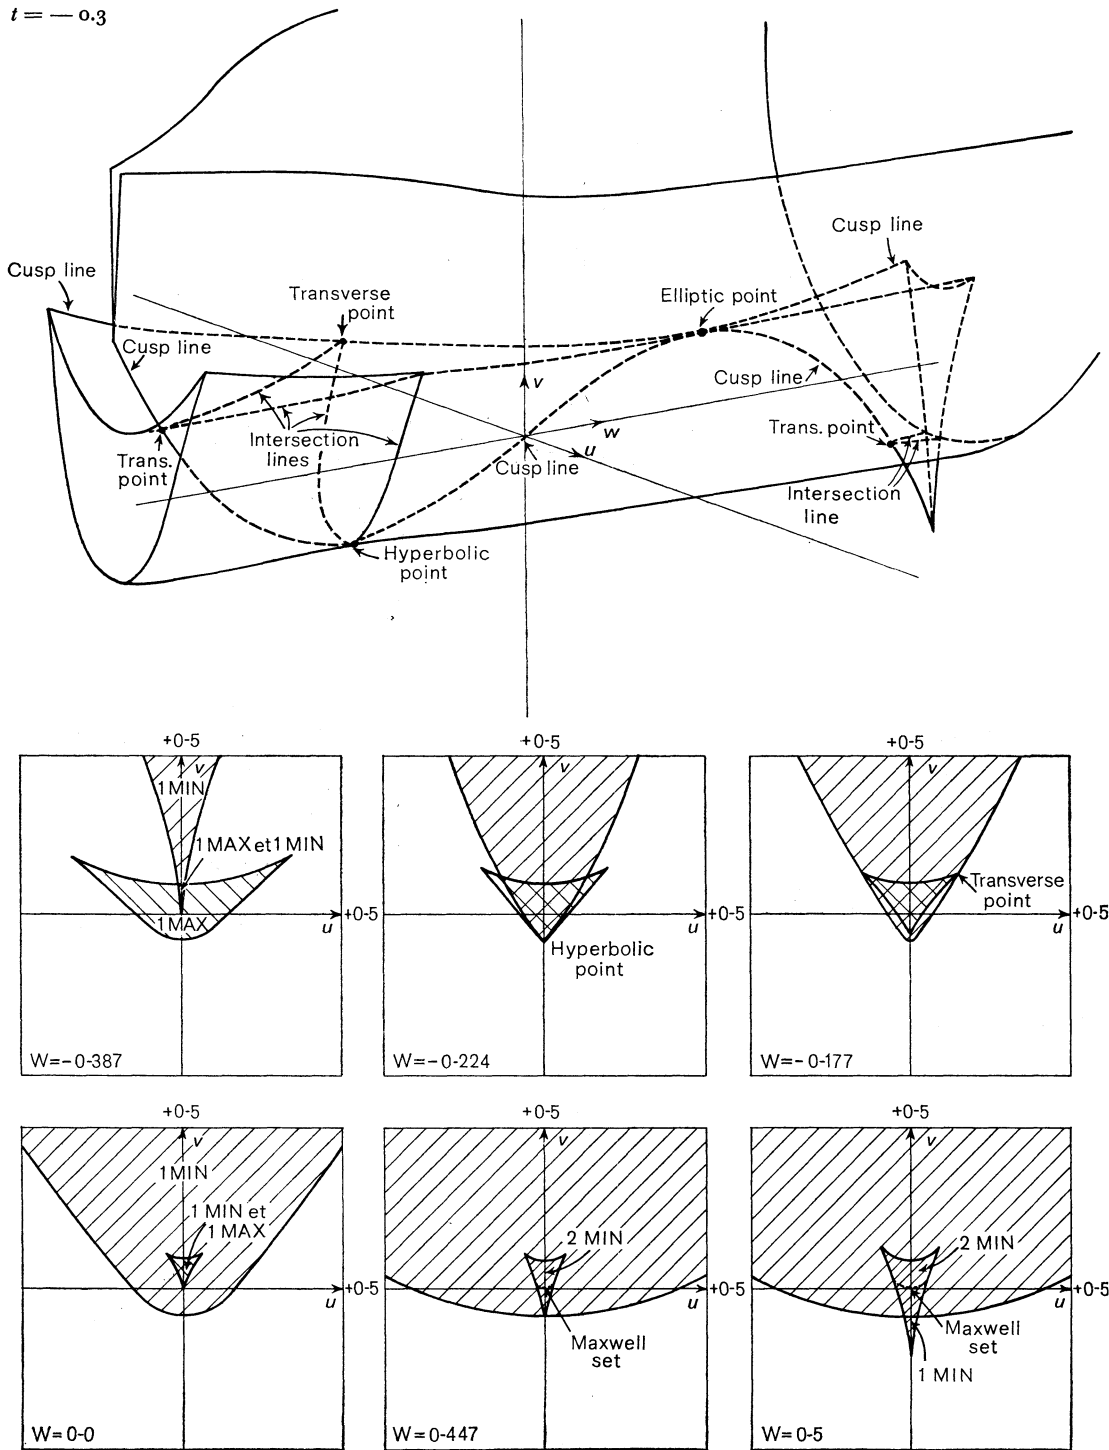 t = — 0.3
Cusp line
Cusp line
Transverse
point
Elliptic point
Cusp line
Cusp line
v
w
u
Intersection
lines
Trans.
point
Cusp line
Trans. point
Intersection
line
Hyperbolic
point
+0-5
v
1 MIN
1 MAX et 1 MIN
1 MAX
+0-5
u
W=-0-387
+0-5
v
+0-5
u
Hyperbolic
point
W=-0-224
+0-5
v
Transverse
point
+0-5
u
W=-0-177
+0-5
v
1 MIN
1 MIN et
1 MAX
+0-5
u
W=0-0
+0-5
v
2 MIN
+0-5
u
Maxwell
set
W=0-447
+0-5
v
2 MIN
+0-5
u
Maxwell
set
1 MIN
W=0-5